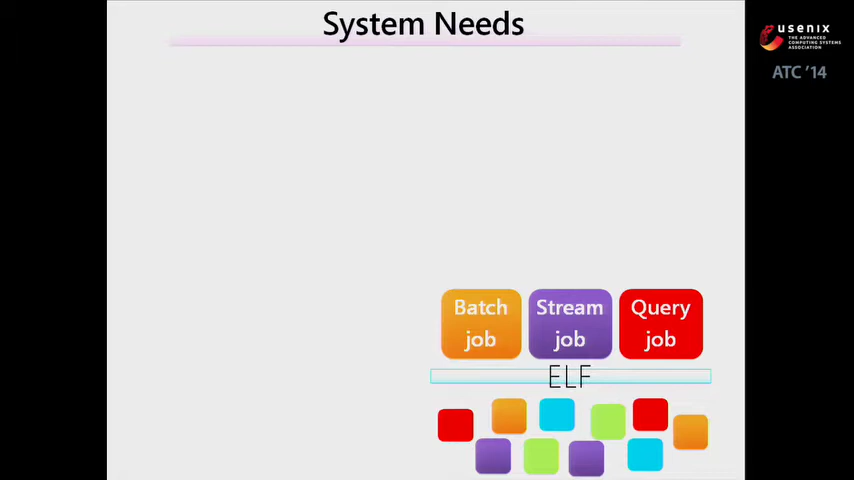 System Needs
usenix
THE ADVANCED
COMPUTING SYSTEMS
ASSOCIATION
ATC '14
Batch
job
Stream
job
Query
job
ELF